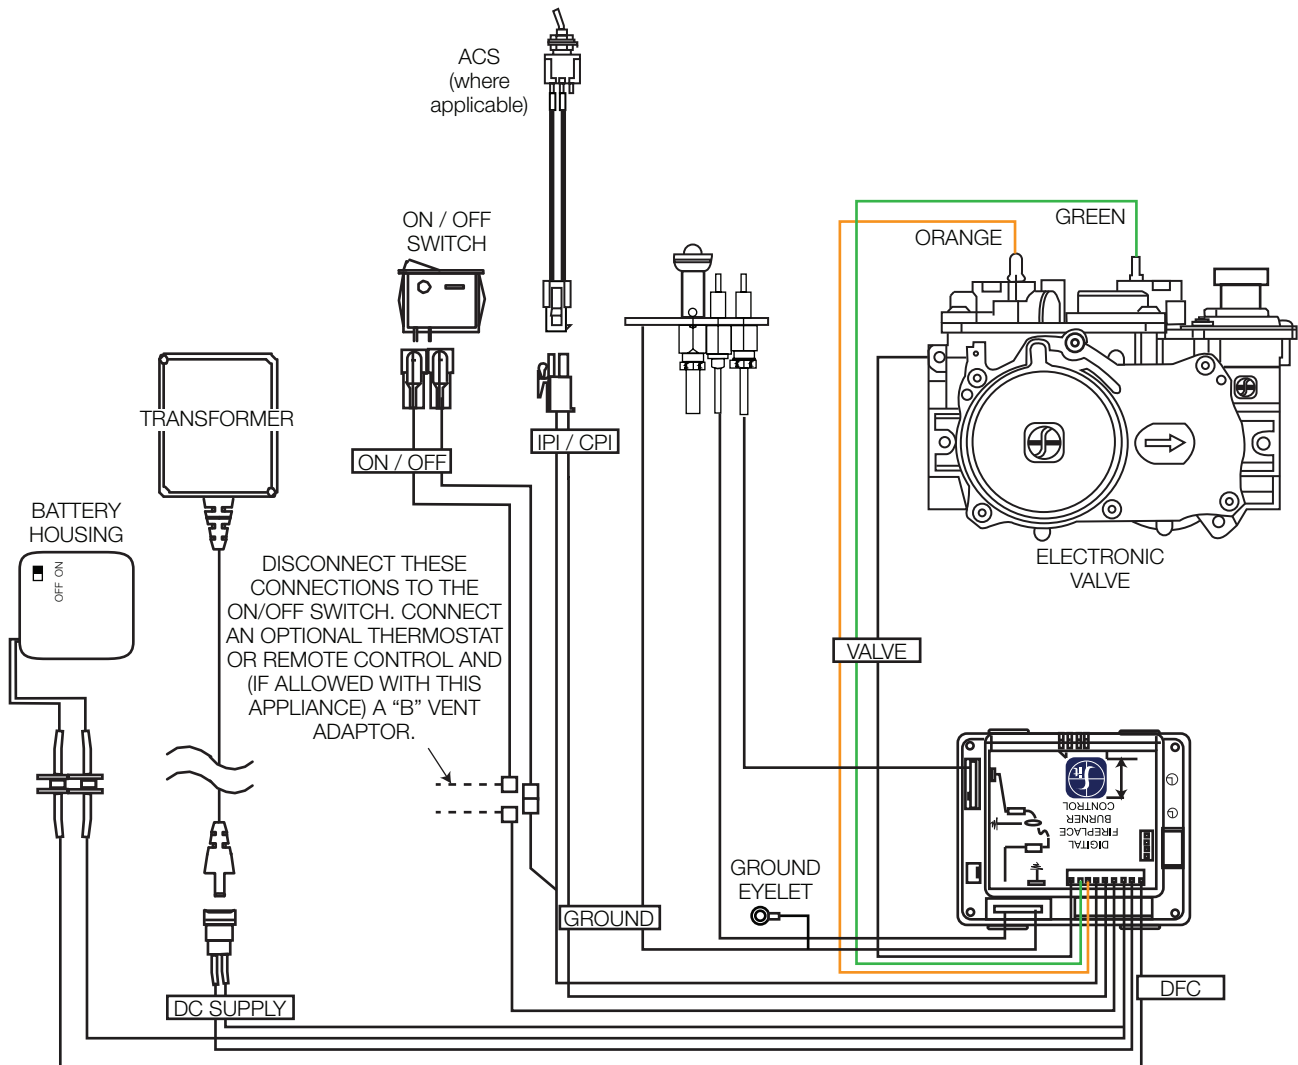 ACS
(where
applicable)
ON / OFF
SWITCH
GREEN
ORANGE
TRANSFORMER
IPI / CPI
ON / OFF
BATTERY
HOUSING
OFF ON
ELECTRONIC
VALVE
DISCONNECT THESE
CONNECTIONS TO THE
ON/OFF SWITCH. CONNECT
AN OPTIONAL THERMOSTAT
OR REMOTE CONTROL AND
(IF ALLOWED WITH THIS
APPLIANCE) A “B” VENT
ADAPTOR.
VALVE
DIGITAL
FIREPLACE
BURNER
CONTROL
GROUND
EYELET
GROUND
DFC
DC SUPPLY